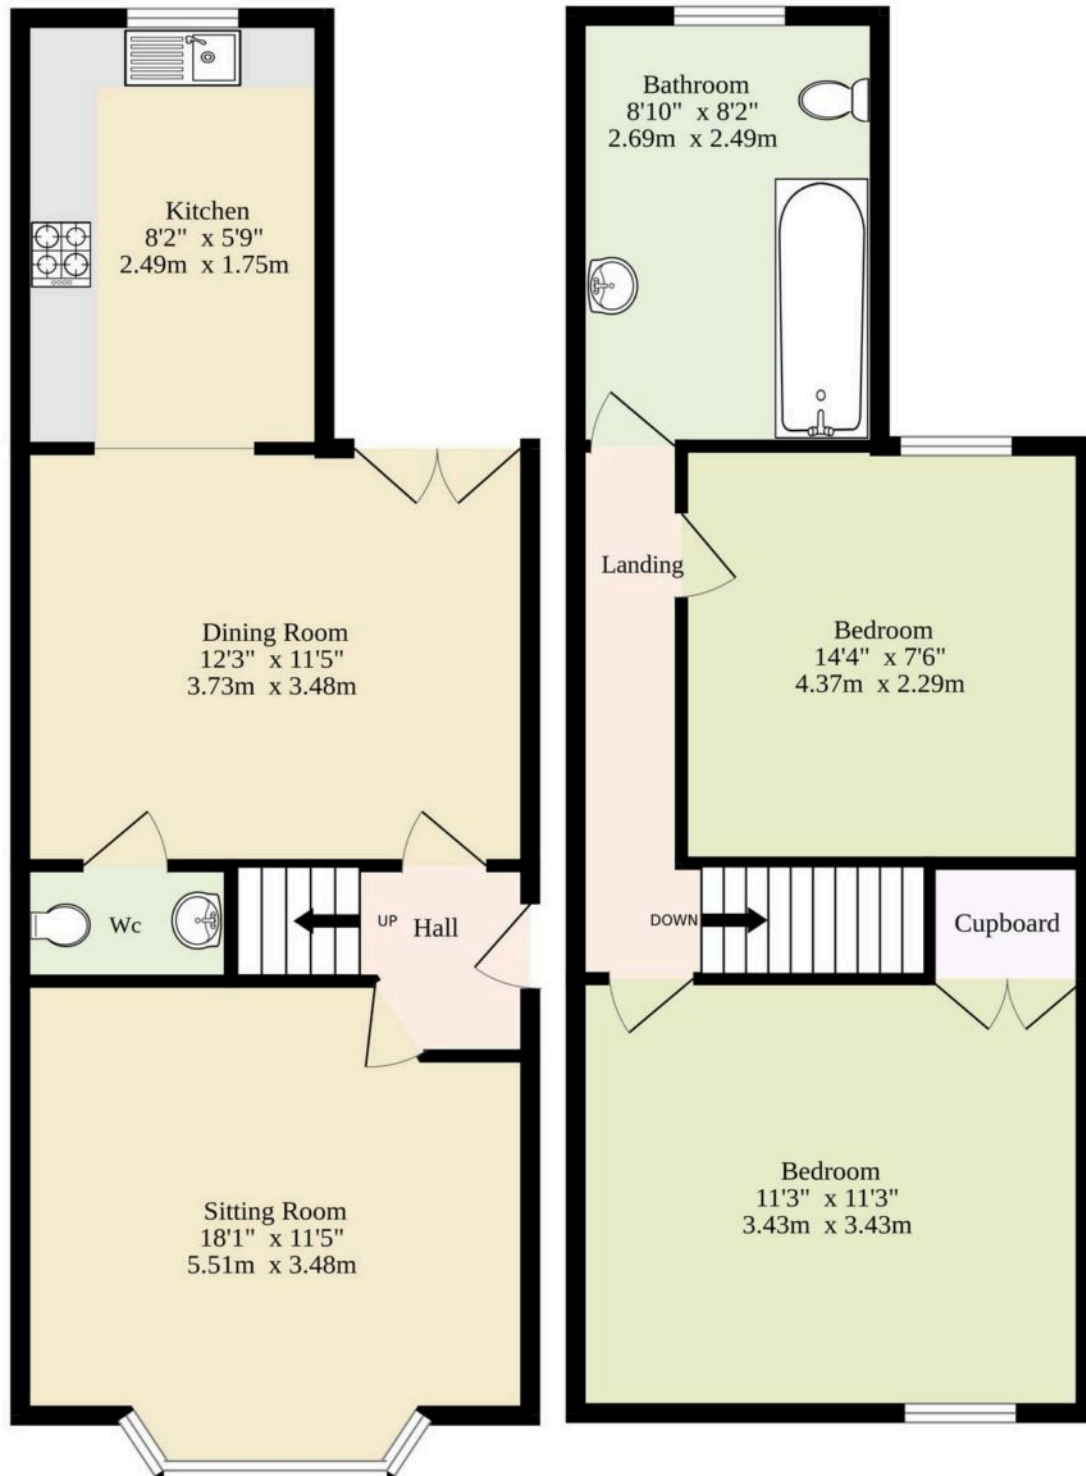 Kitchen
8'2" x 5'9"
2.49m x 1.75m
Dining Room
12'3" x 11'5"
3.73m x 3.48m
Wc
UP
Hall
Sitting Room
18'1" x 11'5"
5.51m x 3.48m
Bathroom
8'10" x 8'2"
2.69m x 2.49m
Landing
Bedroom
14'4" x 7'6"
4.37m x 2.29m
DOWN
Cupboard
Bedroom
11'3" x 11'3"
3.43m x 3.43m